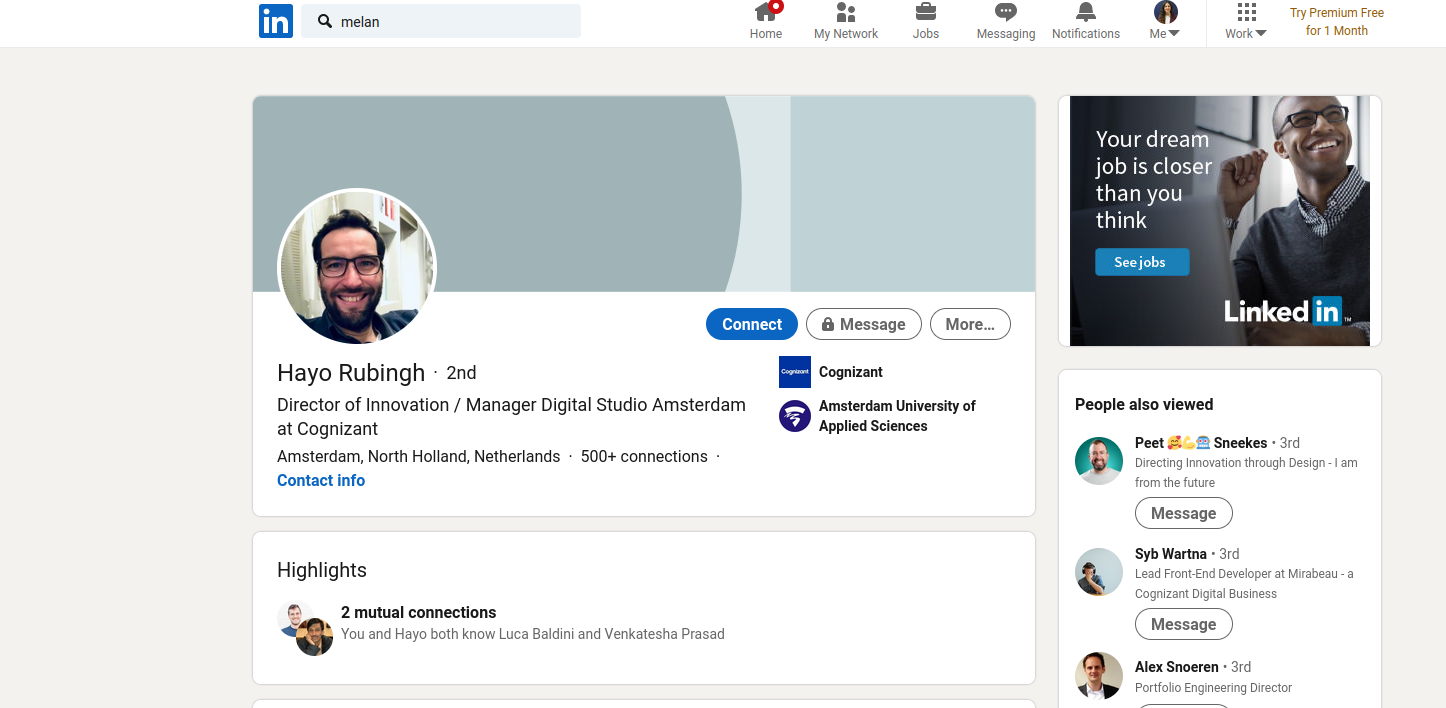 in
melan
Home
My Network
Jobs
Messaging
Notifications
Me
Work
Try Premium Free
for 1 Month
Your dream
job is closer
than you
think
See jobs
Linked in
Connect
Message
More...
Hayo Rubingh · 2nd
Director of Innovation / Manager Digital Studio Amsterdam
at Cognizant
Amsterdam, North Holland, Netherlands · 500+ connections ·
Contact info
Cognizant
Cognizant
Amsterdam University of
Applied Sciences
Highlights
2 mutual connections
You and Hayo both know Luca Baldini and Venkatesha Prasad
People also viewed
Peet 🥰💪🏼 Sneekes • 3rd
Directing Innovation through Design - I am
from the future
Message
Syb Wartna • 3rd
Lead Front-End Developer at Mirabeau - a
Cognizant Digital Business
Message
Alex Snoeren • 3rd
Portfolio Engineering Director